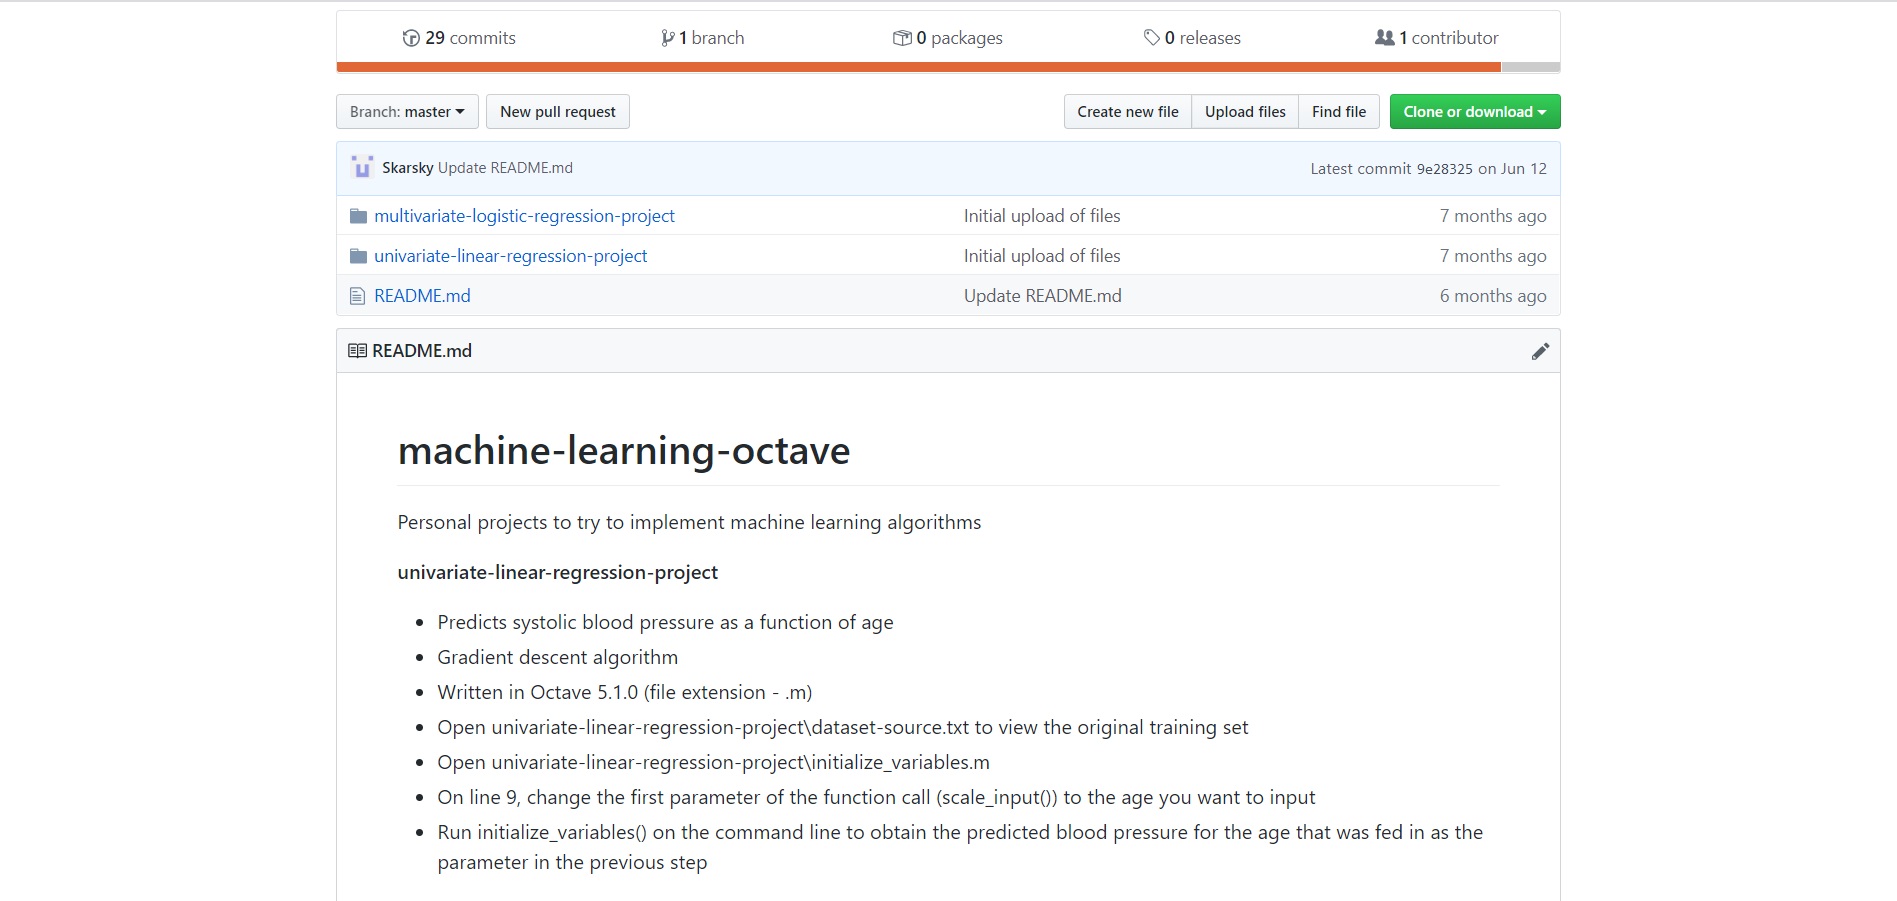 29 commits
1 branch
0 packages
0 releases
1 contributor
Branch: master
New pull request
Create new file
Upload files
Find file
Clone or download
Skarsky Update README.md
Latest commit 9e28325 on Jun 12
multivariate-logistic-regression-project Initial upload of files 7 months ago
univariate-linear-regression-project Initial upload of files 7 months ago
README.md Update README.md 6 months ago
README.md
machine-learning-octave
Personal projects to try to implement machine learning algorithms
univariate-linear-regression-project
• Predicts systolic blood pressure as a function of age
• Gradient descent algorithm
• Written in Octave 5.1.0 (file extension - .m)
• Open univariate-linear-regression-project\dataset-source.txt to view the original training set
• Open univariate-linear-regression-project\initialize_variables.m
• On line 9, change the first parameter of the function call (scale_input()) to the age you want to input
• Run initialize_variables() on the command line to obtain the predicted blood pressure for the age that was fed in as the
parameter in the previous step